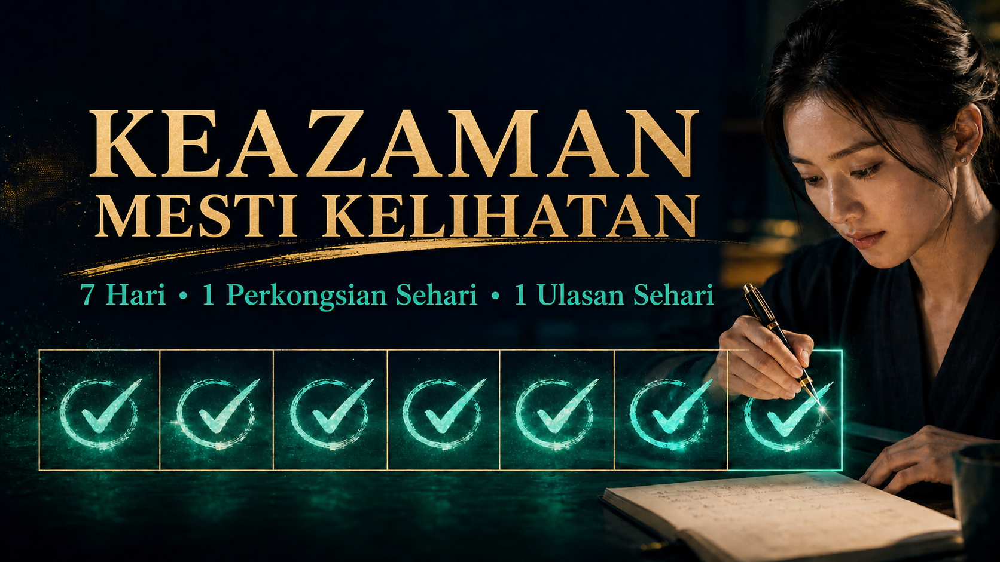 KEAZAMAN
MESTI KELIHATAN
7 Hari • 1 Perkongsian Sehari • 1 Ulasan Sehari